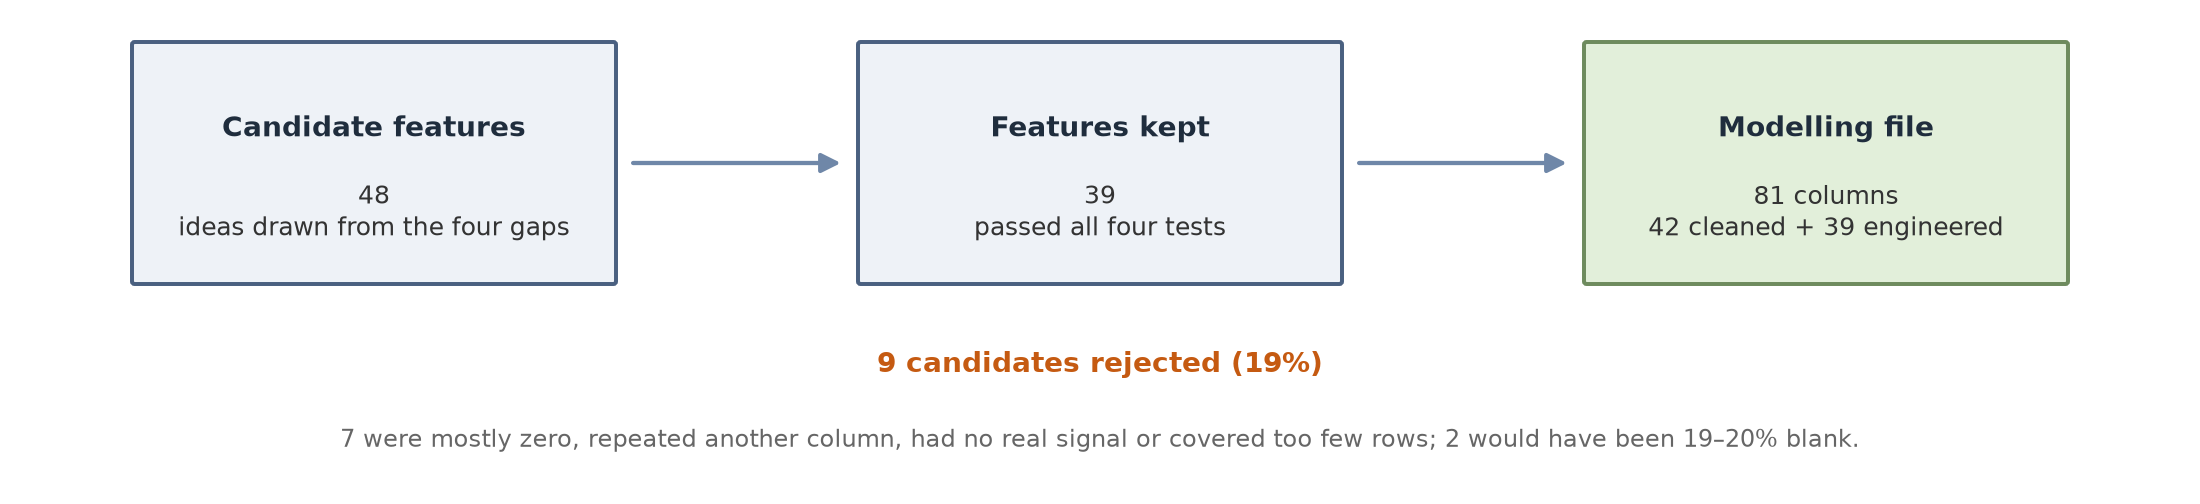 Candidate features
48
ideas drawn from the four gaps
Features kept
39
passed all four tests
Modelling file
81 columns
42 cleaned + 39 engineered
9 candidates rejected (19%)
7 were mostly zero, repeated another column, had no real signal or covered too few rows; 2 would have been 19–20% blank.